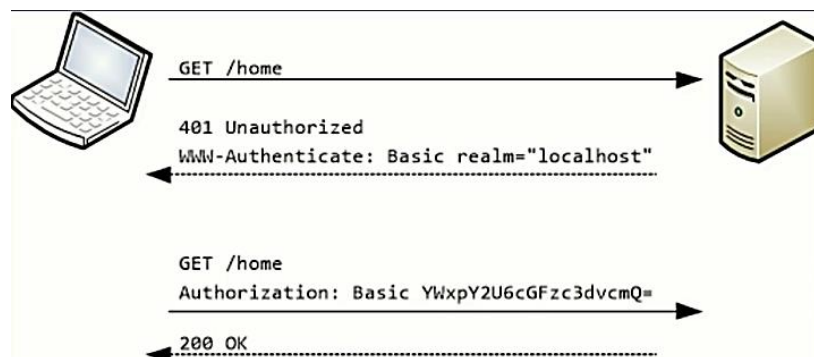 GET /home
401 Unauthorized
WWW-Authenticate: Basic realm="localhost"
GET /home
Authorization: Basic YWxpY2U6cGFzc3dvcmQ=
200 OK